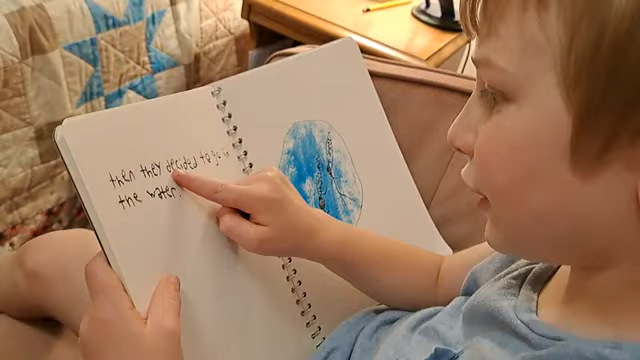 then they decided to go in
the water.